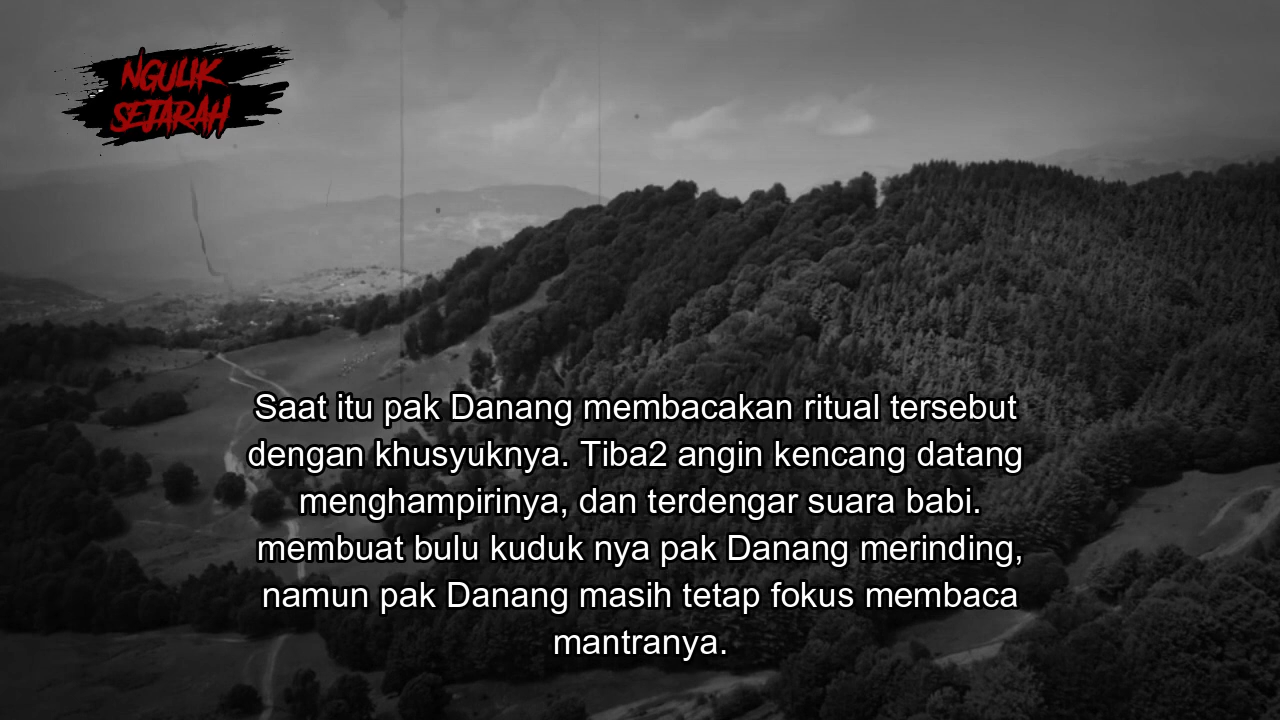 NGULIK
SEJARAH
Saat itu pak Danang membacakan ritual tersebut
dengan khusyuknya. Tiba2 angin kencang datang
menghampirinya, dan terdengar suara babi.
membuat bulu kuduk nya pak Danang merinding,
namun pak Danang masih tetap fokus membaca
mantranya.